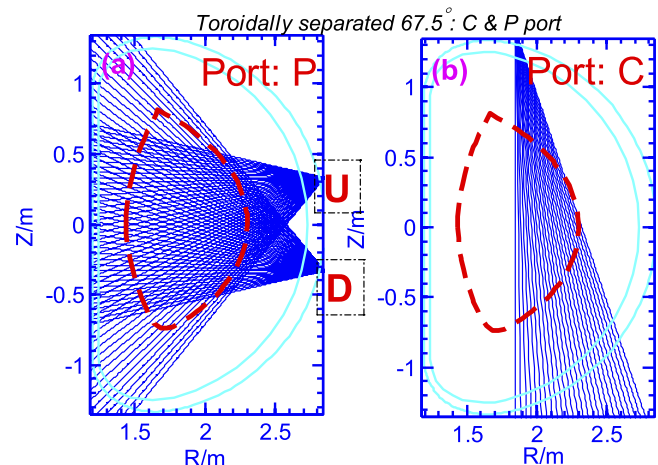 Toroidally separated 67.5°: C & P port
(a) Port: P
(b) Port: C
1
0.5
0
-0.5
-1
Z/m
U
D
1.5 2 2.5
R/m
1
0.5
0
-0.5
-1
Z/m
1.5 2 2.5
R/m